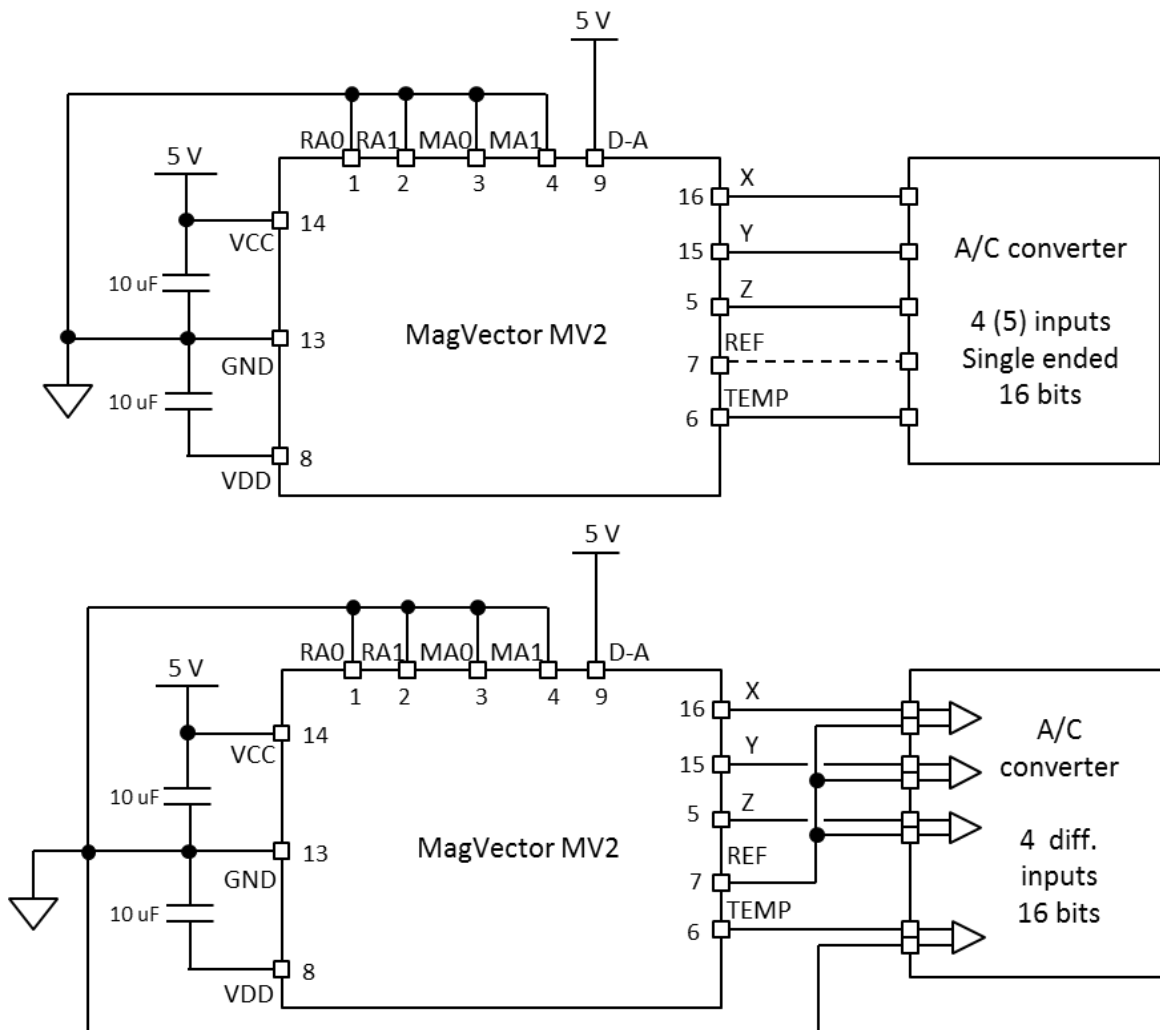 5 V
RA0 RA1 MA0 MA1 D-A
1 2 3 4 9
5 V
14
VCC
10 uF
13
GND
10 uF
8
VDD
MagVector MV2
16 X
15 Y
5 Z
REF
7
TEMP
6
A/C converter
4 (5) inputs
Single ended
16 bits
5 V
RA0 RA1 MA0 MA1 D-A
1 2 3 4 9
5 V
14
VCC
10 uF
13
GND
10 uF
8
VDD
MagVector MV2
16 X
15 Y
5 Z
REF
7
TEMP
6
A/C
converter
4 diff.
inputs
16 bits